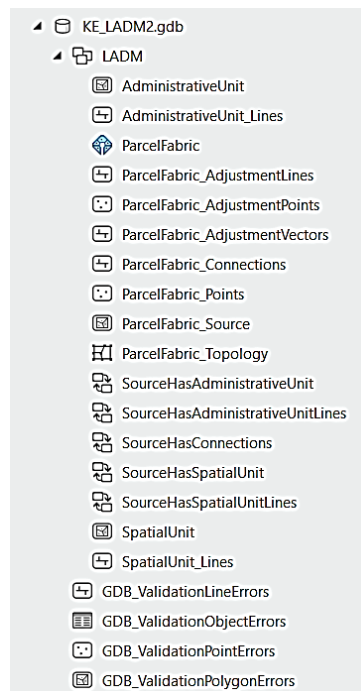 KE_LADM2.gdb
LADM
AdministrativeUnit
AdministrativeUnit_Lines
ParcelFabric
ParcelFabric_AdjustmentLines
ParcelFabric_AdjustmentPoints
ParcelFabric_AdjustmentVectors
ParcelFabric_Connections
ParcelFabric_Points
ParcelFabric_Source
ParcelFabric_Topology
SourceHasAdministrativeUnit
SourceHasAdministrativeUnitLines
SourceHasConnections
SourceHasSpatialUnit
SourceHasSpatialUnitLines
SpatialUnit
SpatialUnit_Lines
GDB_ValidationLineErrors
GDB_ValidationObjectErrors
GDB_ValidationPointErrors
GDB_ValidationPolygonErrors